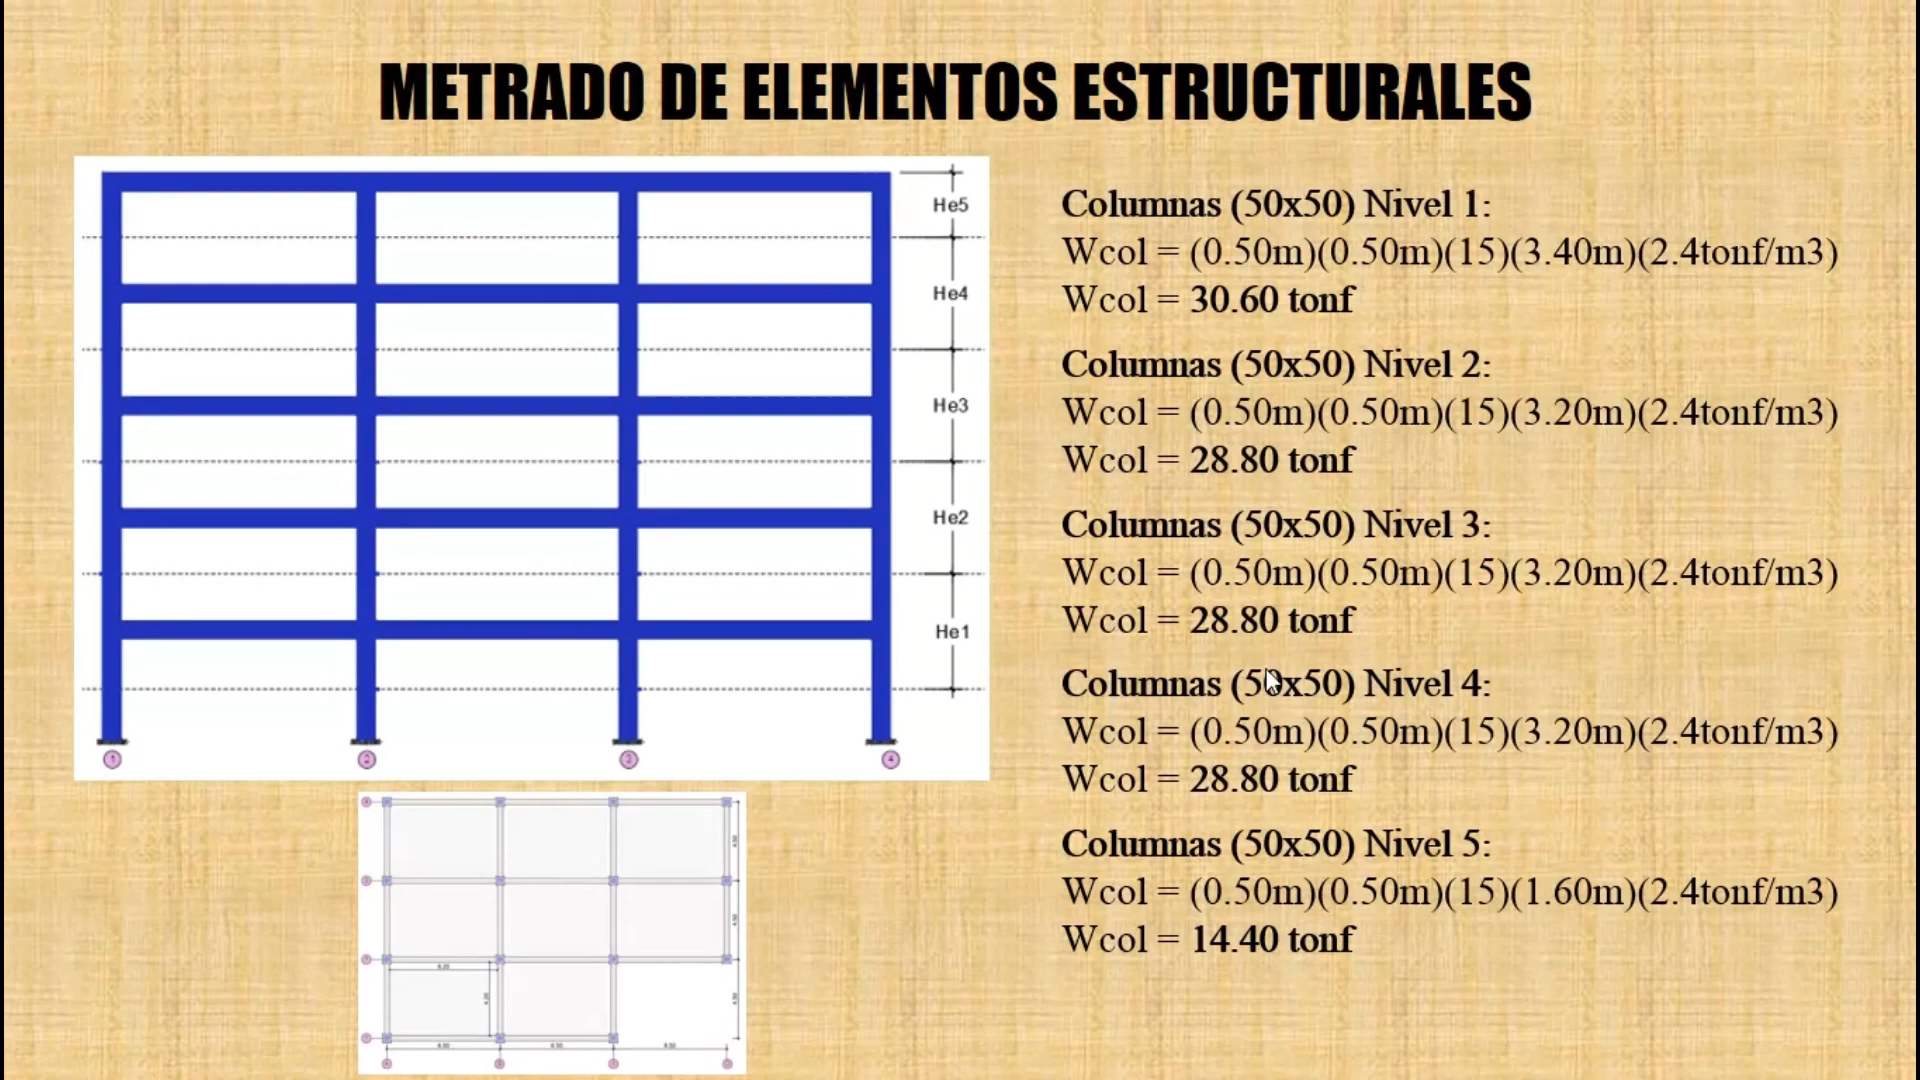 METRADO DE ELEMENTOS ESTRUCTURALES
He5
He4
He3
He2
He1
1
2
3
4
Columnas (50x50) Nivel 1:
Wcol = (0.50m)(0.50m)(15)(3.40m)(2.4tonf/m3)
Wcol = 30.60 tonf
Columnas (50x50) Nivel 2:
Wcol = (0.50m)(0.50m)(15)(3.20m)(2.4tonf/m3)
Wcol = 28.80 tonf
Columnas (50x50) Nivel 3:
Wcol = (0.50m)(0.50m)(15)(3.20m)(2.4tonf/m3)
Wcol = 28.80 tonf
Columnas (50x50) Nivel 4:
Wcol = (0.50m)(0.50m)(15)(3.20m)(2.4tonf/m3)
Wcol = 28.80 tonf
Columnas (50x50) Nivel 5:
Wcol = (0.50m)(0.50m)(15)(1.60m)(2.4tonf/m3)
Wcol = 14.40 tonf